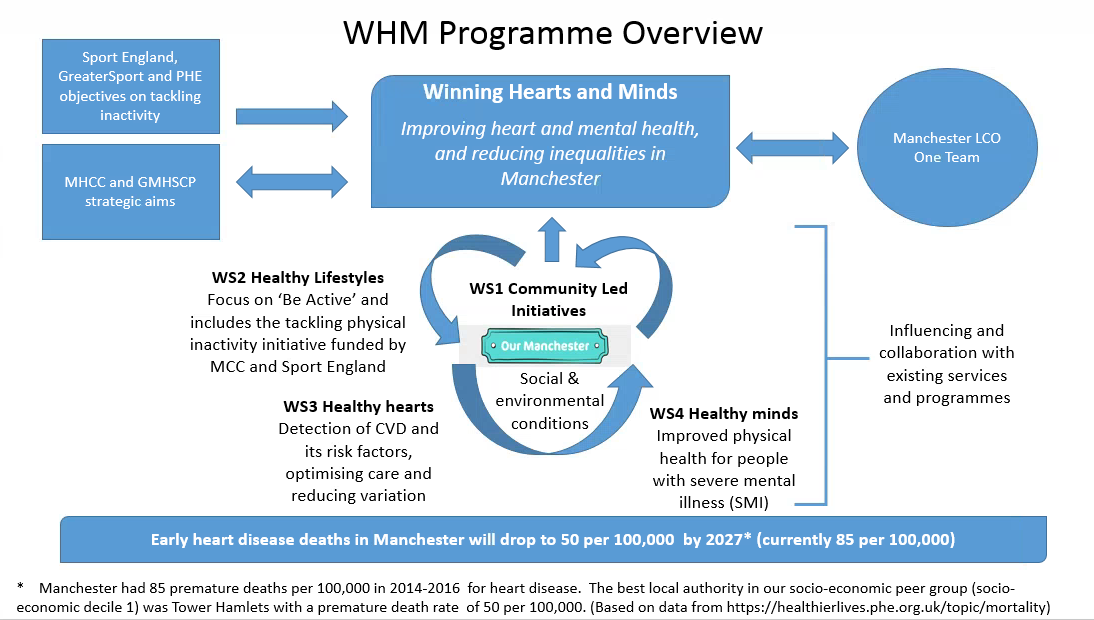 WHM Programme Overview
Sport England,
GreaterSport and PHE
objectives on tackling
inactivity
MHCC and GMHSCP
strategic aims
Winning Hearts and Minds
Improving heart and mental health,
and reducing inequalities in
Manchester
Manchester LCO
One Team
WS2 Healthy Lifestyles
Focus on ‘Be Active’ and
includes the tackling physical
inactivity initiative funded by
MCC and Sport England
WS1 Community Led
Initiatives
Our Manchester
Social &
environmental
conditions
WS3 Healthy hearts
Detection of CVD and
its risk factors,
optimising care and
reducing variation
WS4 Healthy minds
Improved physical
health for people
with severe mental
illness (SMI)
Influencing and
collaboration with
existing services
and programmes
Early heart disease deaths in Manchester will drop to 50 per 100,000 by 2027* (currently 85 per 100,000)
* Manchester had 85 premature deaths per 100,000 in 2014-2016 for heart disease. The best local authority in our socio-economic peer group (socio-
economic decile 1) was Tower Hamlets with a premature death rate of 50 per 100,000. (Based on data from https://healthierlives.phe.org.uk/topic/mortality)